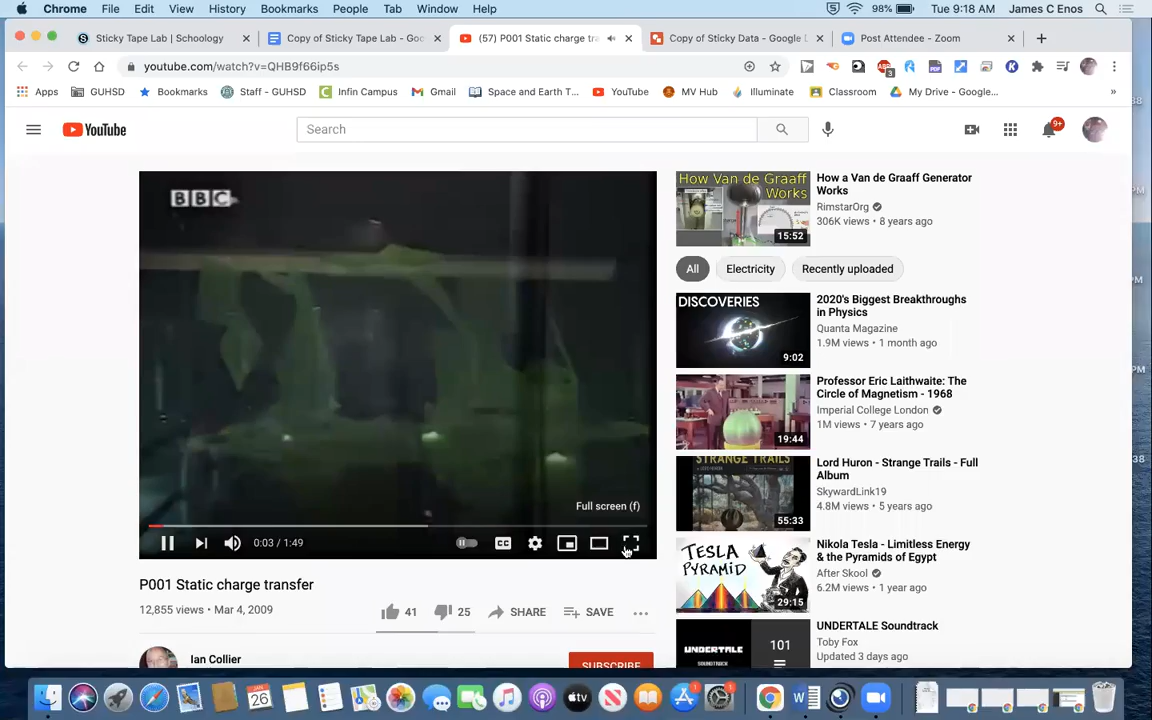 Chrome File Edit View History Bookmarks People Tab Window Help 98% Tue 9:18 AM James C Enos
Sticky Tape Lab | Schoology Copy of Sticky Tape Lab - Goo (57) P001 Static charge tra Copy of Sticky Data - Google Post Attendee - Zoom
youtube.com/watch?v=QHB9f66ip5s
Apps GUHSD Bookmarks Staff - GUHSD Infin Campus Gmail Space and Earth T... YouTube MV Hub Illuminate Classroom My Drive - Google... »
YouTube Search 9+
BBC
How Van de Graaff
Works
15:52
How a Van de Graaff Generator
Works
RimstarOrg
306K views • 8 years ago
All Electricity Recently uploaded
DISCOVERIES
9:02
2020's Biggest Breakthroughs
in Physics
Quanta Magazine
1.9M views • 1 month ago
19:44
Professor Eric Laithwaite: The
Circle of Magnetism - 1968
Imperial College London
1M views • 7 years ago
STRANGE TRAILS
55:33
Lord Huron - Strange Trails - Full
Album
SkywardLink19
4.8M views • 5 years ago
Full screen (f)
0:03 / 1:49 CC
TESLA
PYRAMID
29:15
Nikola Tesla - Limitless Energy
& the Pyramids of Egypt
After Skool
6.2M views • 1 year ago
P001 Static charge transfer
12,855 views • Mar 4, 2009
41 25 SHARE SAVE ...
UNDERTALE
SOUNDTRACK
101
UNDERTALE Soundtrack
Toby Fox
Updated 3 days ago
Ian Collier
SUBSCRIBE